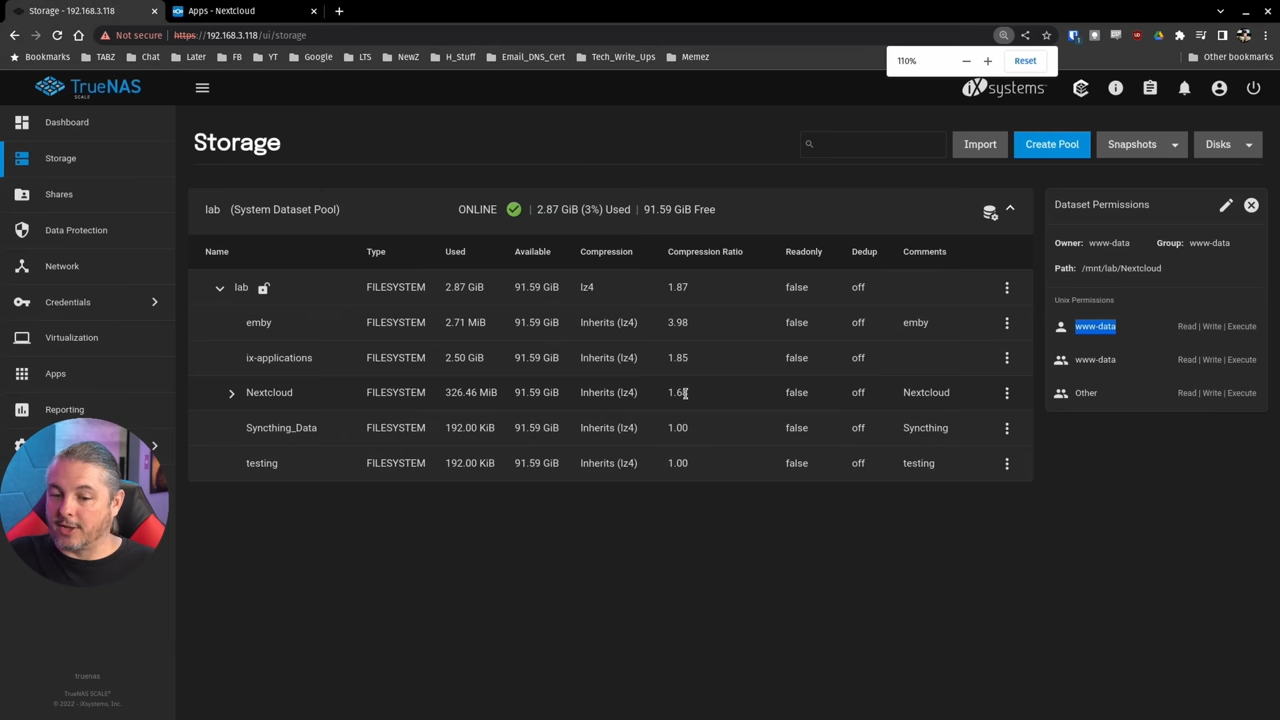 Storage - 192.168.3.118
Apps - Nextcloud
Not secure
https://192.168.3.118/ui/storage
Bookmarks
TABZ
Chat
Later
FB
YT
Google
LTS
NewZ
H_Stuff
Email_DNS_Cert
Tech_Write_Ups
Memez
Other bookmarks
110%
Reset
TrueNAS
SCALE
iXsystems
Dashboard
Storage
Shares
Data Protection
Network
Credentials
Virtualization
Apps
Reporting
truenas
TrueNAS SCALE®
© 2022 - iXsystems, Inc.
Storage
Import
Create Pool
Snapshots
Disks
lab (System Dataset Pool) ONLINE | 2.87 GiB (3%) Used | 91.59 GiB Free
Name Type Used Available Compression Compression Ratio Readonly Dedup Comments
lab FILESYSTEM 2.87 GiB 91.59 GiB lz4 1.87 false off
emby FILESYSTEM 2.71 MiB 91.59 GiB Inherits (lz4) 3.98 false off emby
ix-applications FILESYSTEM 2.50 GiB 91.59 GiB Inherits (lz4) 1.85 false off
Nextcloud FILESYSTEM 326.46 MiB 91.59 GiB Inherits (lz4) false off Nextcloud
Syncthing_Data FILESYSTEM 192.00 KiB 91.59 GiB Inherits (lz4) 1.00 false off Syncthing
testing FILESYSTEM 192.00 KiB 91.59 GiB Inherits (lz4) 1.00 false off testing
Dataset Permissions
Owner: www-data Group: www-data
Path: /mnt/lab/Nextcloud
Unix Permissions
www-data Read | Write | Execute
www-data Read | Write | Execute
Other Read | Write | Execute